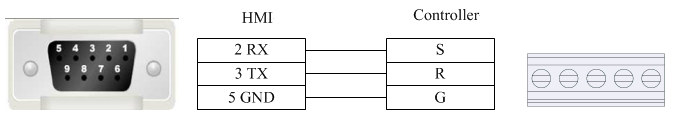 HMI
Controller
5 4 3 2 1
9 8 7 6
2 RX
S
3 TX
R
5 GND
G